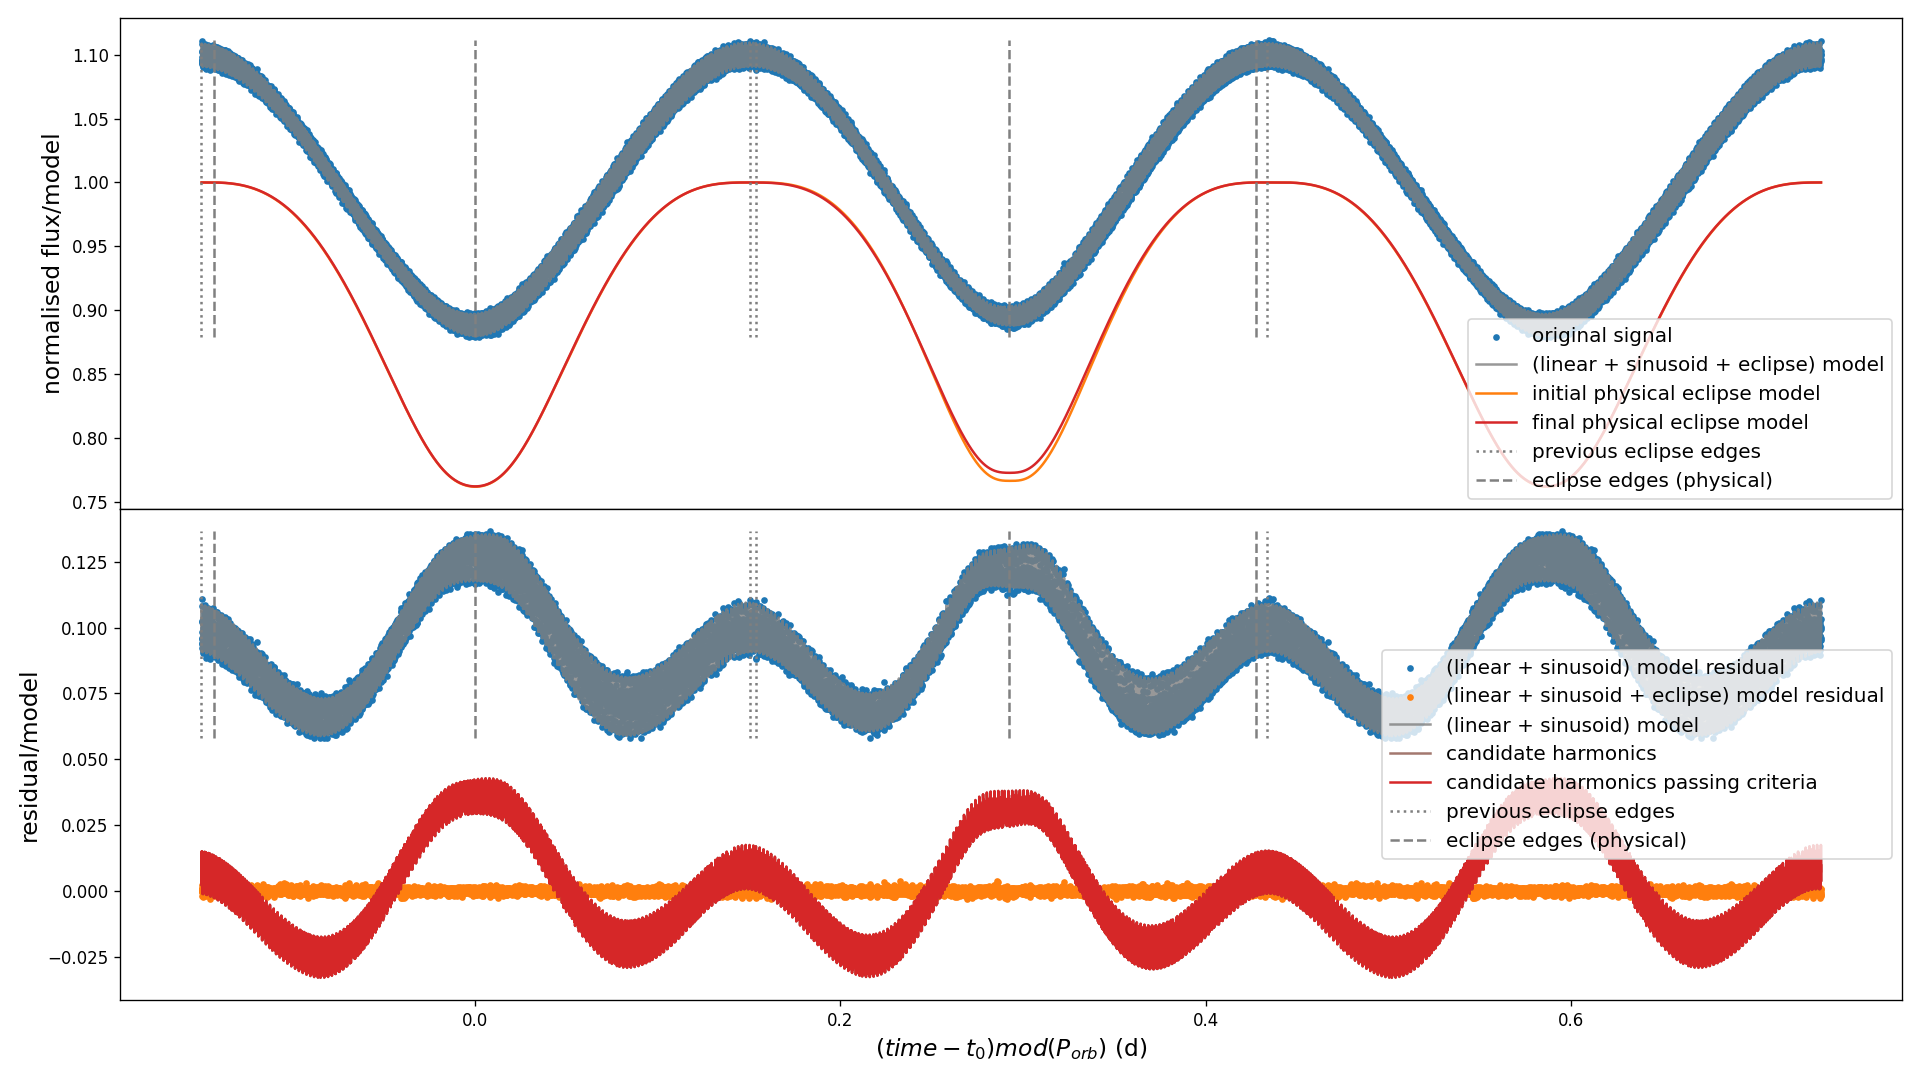 normalised flux/model
1.10
1.05
1.00
0.95
0.90
0.85
0.80
0.75
original signal
(linear + sinusoid + eclipse) model
initial physical eclipse model
final physical eclipse model
previous eclipse edges
eclipse edges (physical)
residual/model
0.125
0.100
0.075
0.050
0.025
0.000
−0.025
(linear + sinusoid) model residual
(linear + sinusoid + eclipse) model residual
(linear + sinusoid) model
candidate harmonics
candidate harmonics passing criteria
previous eclipse edges
eclipse edges (physical)
0.0 0.2 0.4 0.6
(time − t₀)mod(Pₒᵣb) (d)